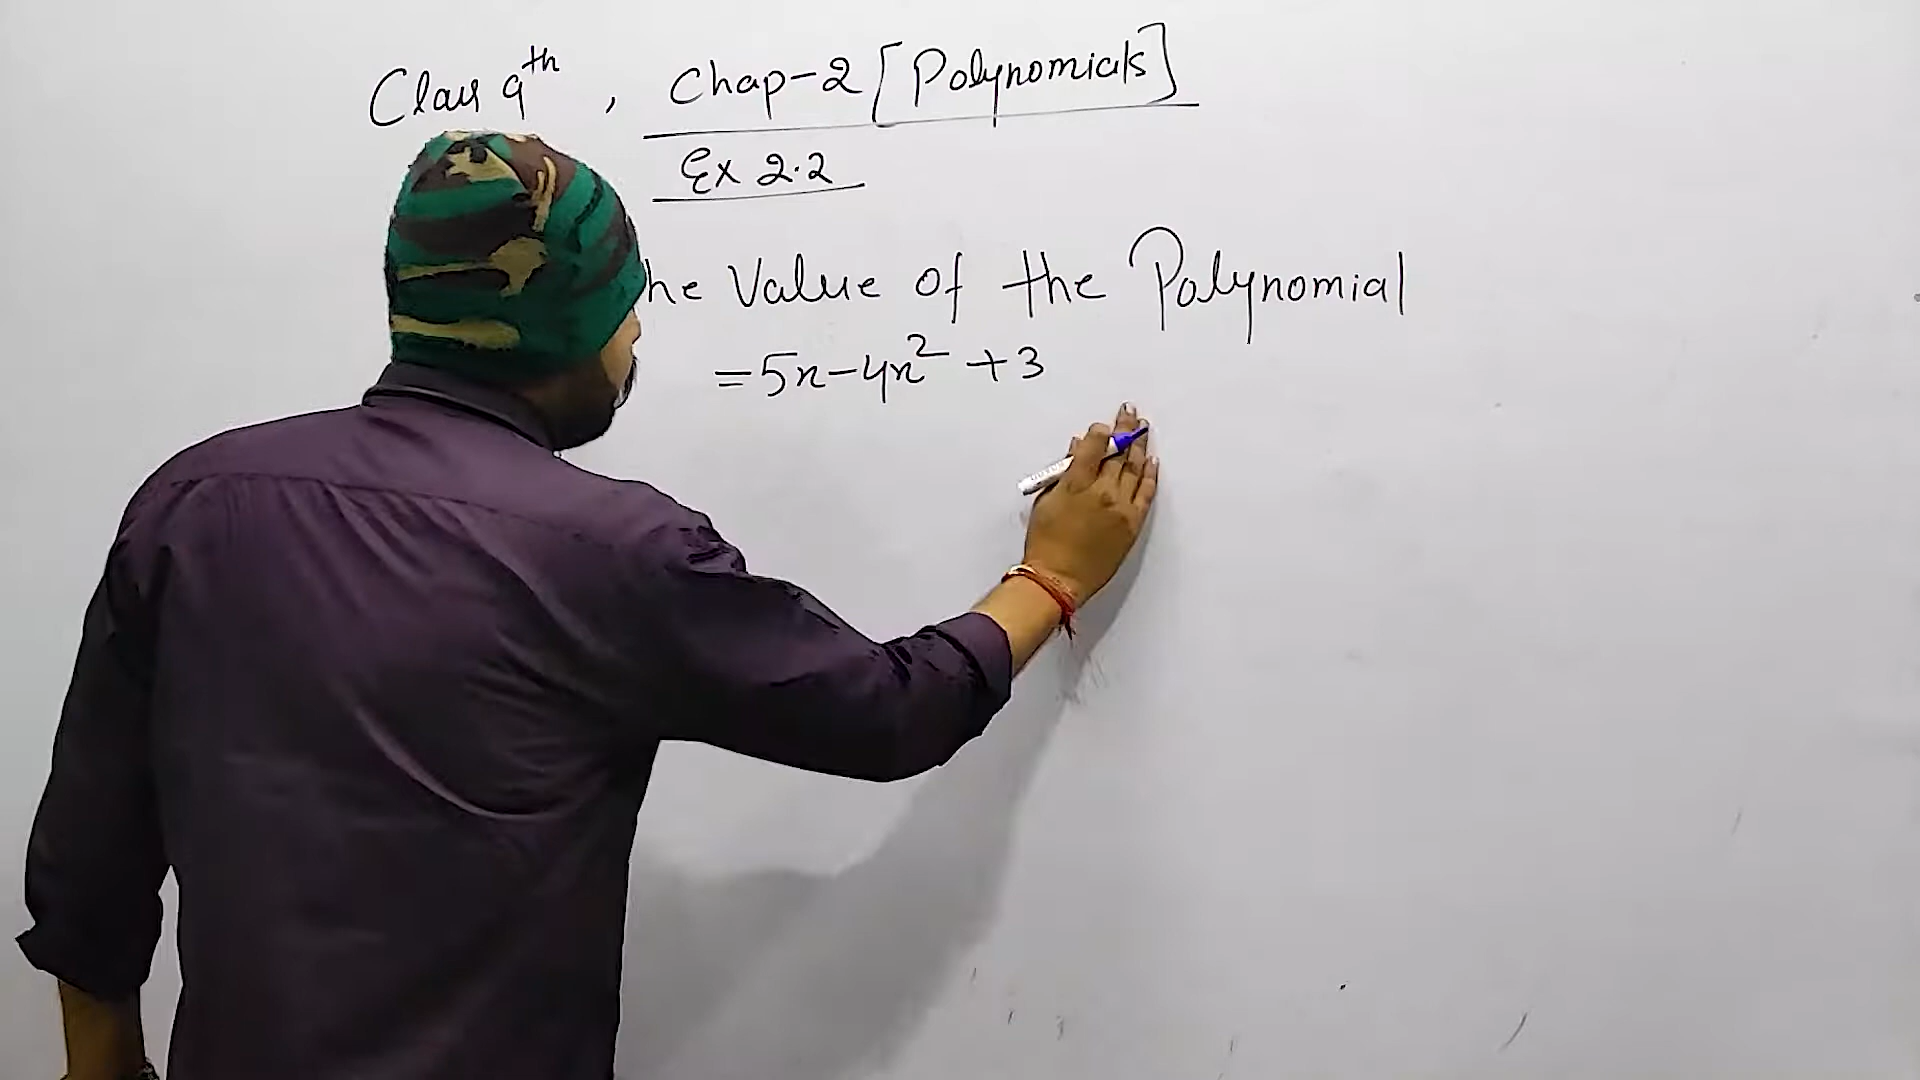 Class 9th , Chap-2 [Polynomials]
Ex 2.2
he Value of the Polynomial
=5x-4x² +3